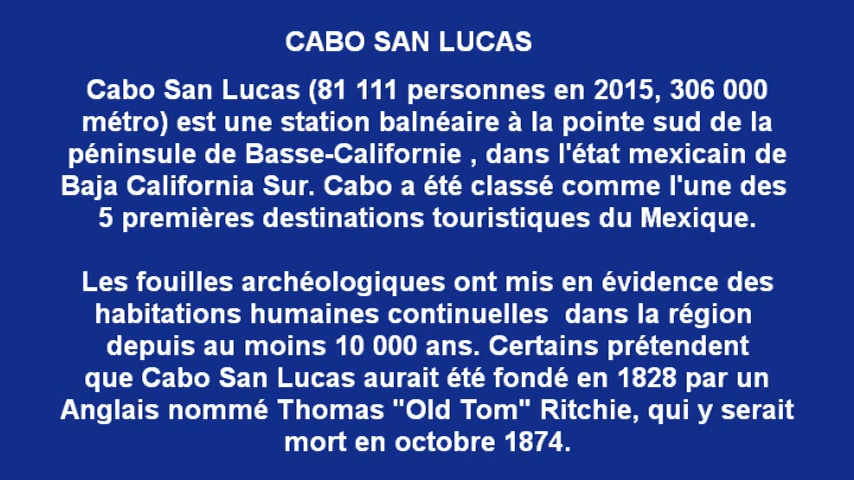 CABO SAN LUCAS
Cabo San Lucas (81 111 personnes en 2015, 306 000
métro) est une station balnéaire à la pointe sud de la
péninsule de Basse-Californie , dans l'état mexicain de
Baja California Sur. Cabo a été classé comme l'une des
5 premières destinations touristiques du Mexique.
Les fouilles archéologiques ont mis en évidence des
habitations humaines continuelles  dans la région
depuis au moins 10 000 ans. Certains prétendent
que Cabo San Lucas aurait été fondé en 1828 par un
Anglais nommé Thomas "Old Tom" Ritchie, qui y serait
mort en octobre 1874.